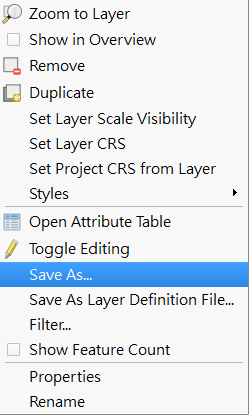 Zoom to Layer
Show in Overview
Remove
Duplicate
Set Layer Scale Visibility
Set Layer CRS
Set Project CRS from Layer
Styles
Open Attribute Table
Toggle Editing
Save As...
Save As Layer Definition File...
Filter...
Show Feature Count
Properties
Rename